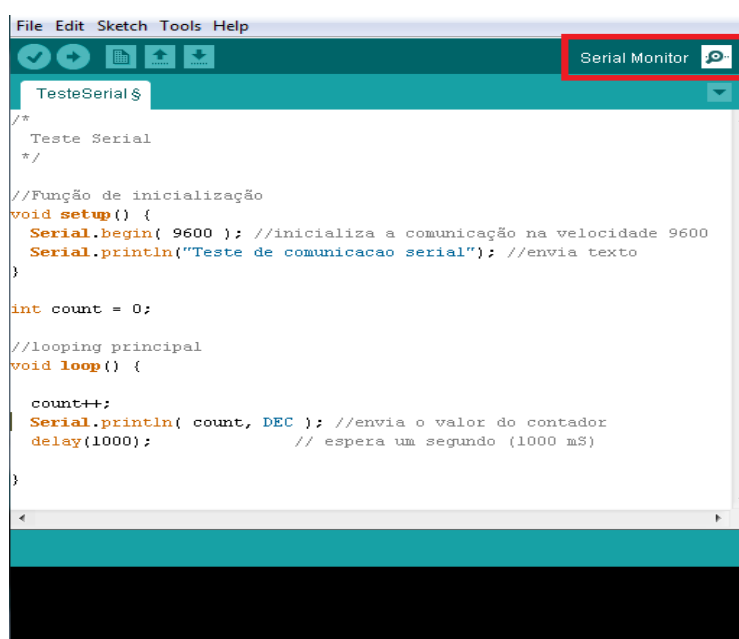 File Edit Sketch Tools Help
Serial Monitor
TesteSerial §
/*
  Teste Serial
 */

//Função de inicialização
void setup() {
  Serial.begin( 9600 ); //inicializa a comunicação na velocidade 9600
  Serial.println("Teste de comunicacao serial"); //envia texto
}

int count = 0;

//looping principal
void loop() {

  count++;
  Serial.println( count, DEC ); //envia o valor do contador
  delay(1000);                // espera um segundo (1000 mS)

}